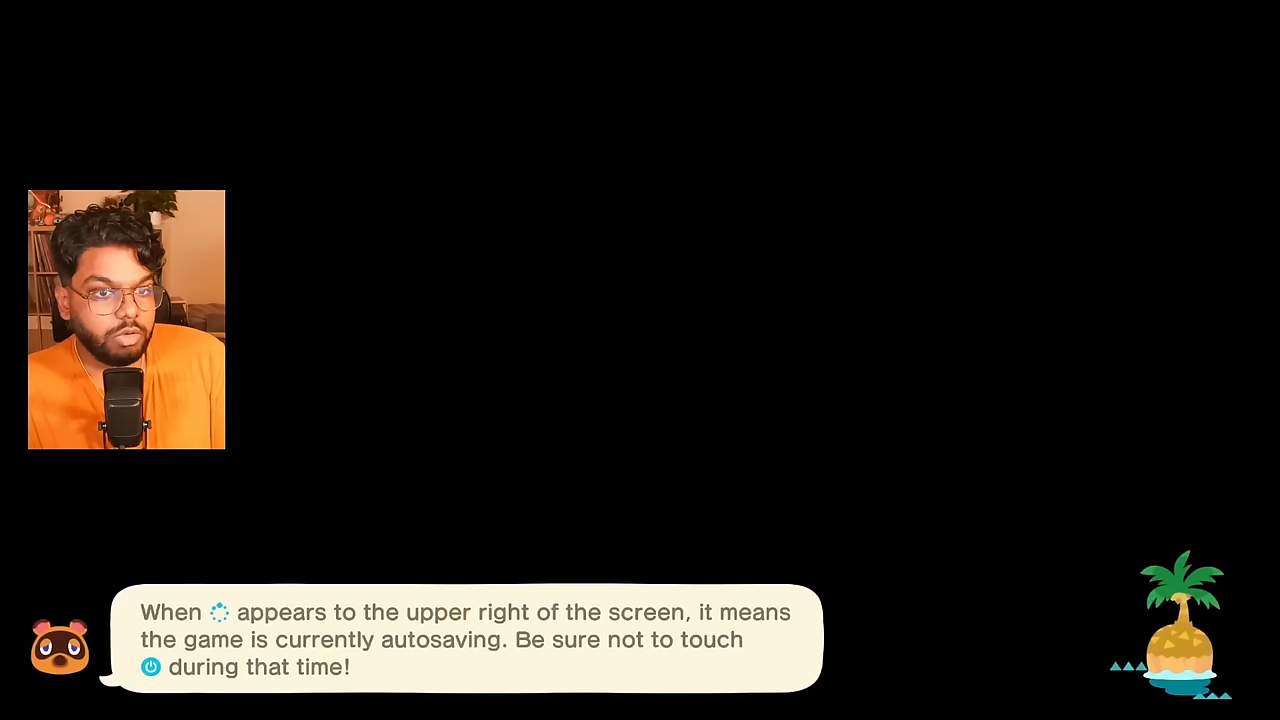 When appears to the upper right of the screen, it means
the game is currently autosaving. Be sure not to touch
during that time!